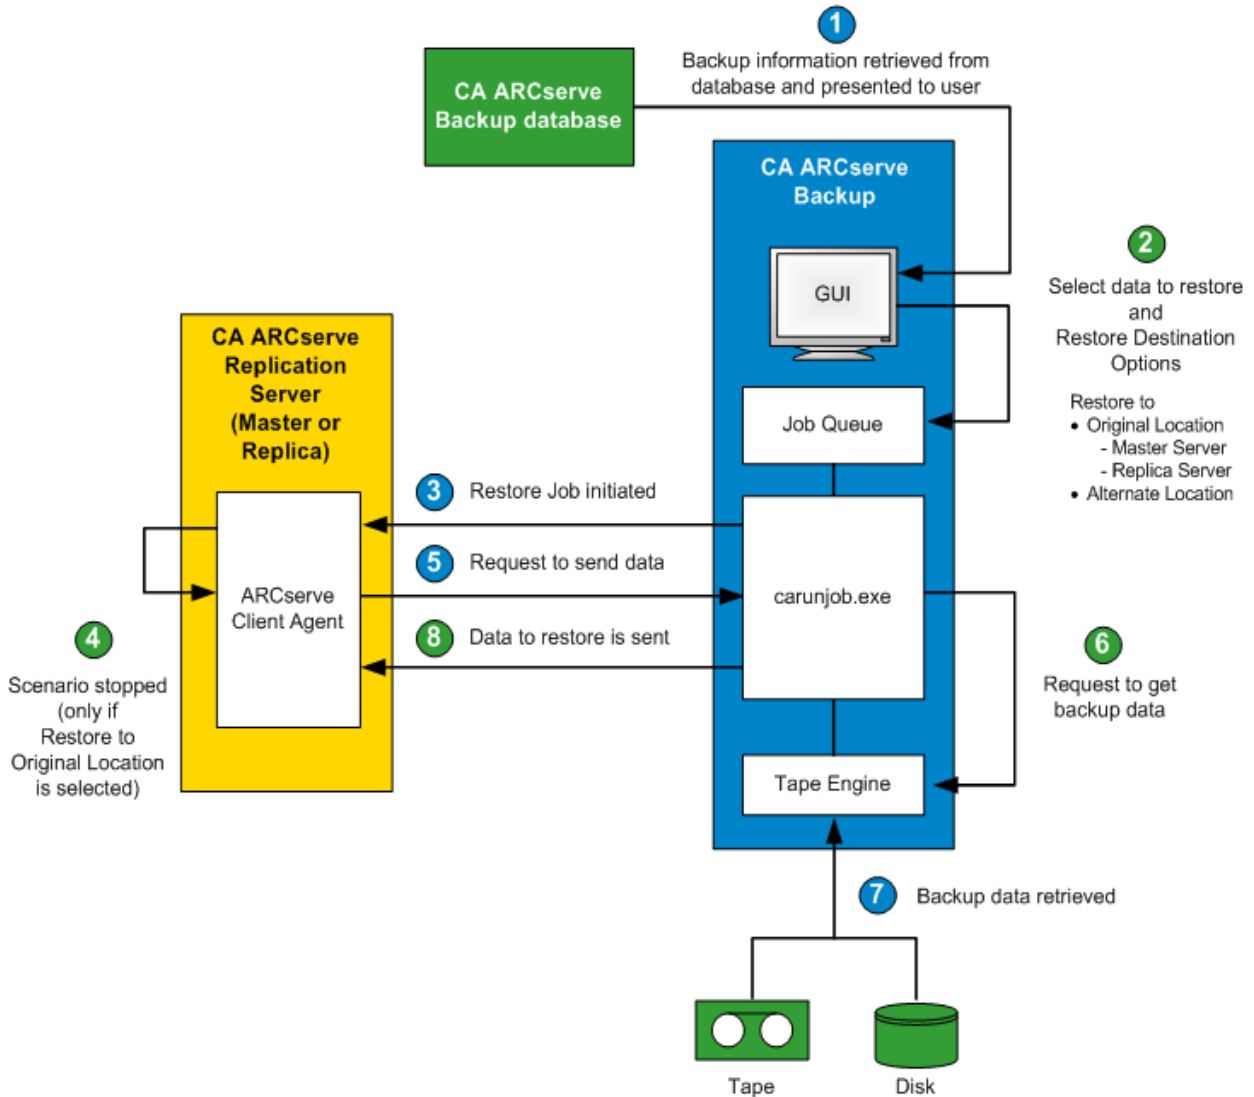 1
Backup information retrieved from
database and presented to user
CA ARCserve
Backup database
CA ARCserve
Backup
GUI
2
Select data to restore
and
Restore Destination
Options
Restore to
• Original Location
- Master Server
- Replica Server
• Alternate Location
Job Queue
CA ARCserve
Replication
Server
(Master or
Replica)
3 Restore Job initiated
5 Request to send data
8 Data to restore is sent
ARCserve
Client Agent
carunjob.exe
4
Scenario stopped
(only if
Restore to
Original Location
is selected)
6
Request to get
backup data
Tape Engine
7 Backup data retrieved
Tape
Disk